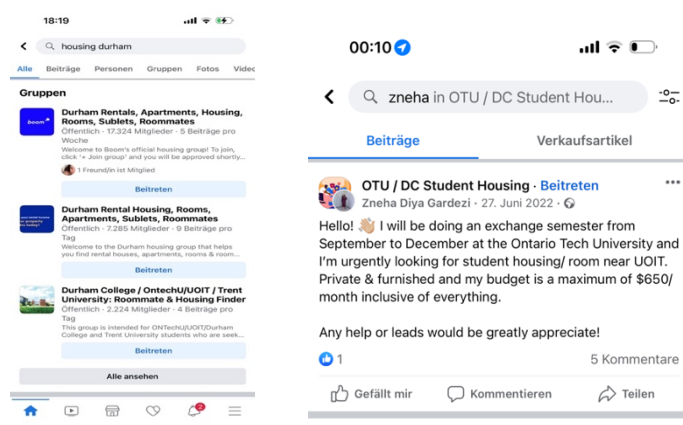 18:19
housing durham
Alle Beiträge Personen Gruppen Fotos Videc
Gruppen
boom
Durham Rentals, Apartments, Housing,
Rooms, Sublets, Roommates
Öffentlich · 17.324 Mitglieder · 5 Beiträge pro
Woche
Welcome to Boom's official housing group! To join,
click '+ Join group' and you will be approved shortly...
1 Freund/in ist Mitglied
Beitreten
Durham Rental Housing, Rooms,
Apartments, Sublets, Roommates
Öffentlich · 7.285 Mitglieder · 9 Beiträge pro
Tag
Welcome to the Durham housing group that helps
you find rental houses, apartments, rooms & room...
Beitreten
Durham College / OntechU/UOIT / Trent
University: Roommate & Housing Finder
Öffentlich · 2.224 Mitglieder · 4 Beiträge pro
Tag
This group is intended for ONTechU/UOIT/Durham
College and Trent University students who are seek...
Beitreten
Alle ansehen
2
00:10
zneha in OTU / DC Student Hou...
Beiträge Verkaufsartikel
OTU / DC Student Housing · Beitreten
Zneha Diya Gardezi · 27. Juni 2022 ·
Hello! 👋🏼 I will be doing an exchange semester from
September to December at the Ontario Tech University and
I'm urgently looking for student housing/ room near UOIT.
Private & furnished and my budget is a maximum of $650/
month inclusive of everything.
Any help or leads would be greatly appreciate!
1 5 Kommentare
Gefällt mir Kommentieren Teilen